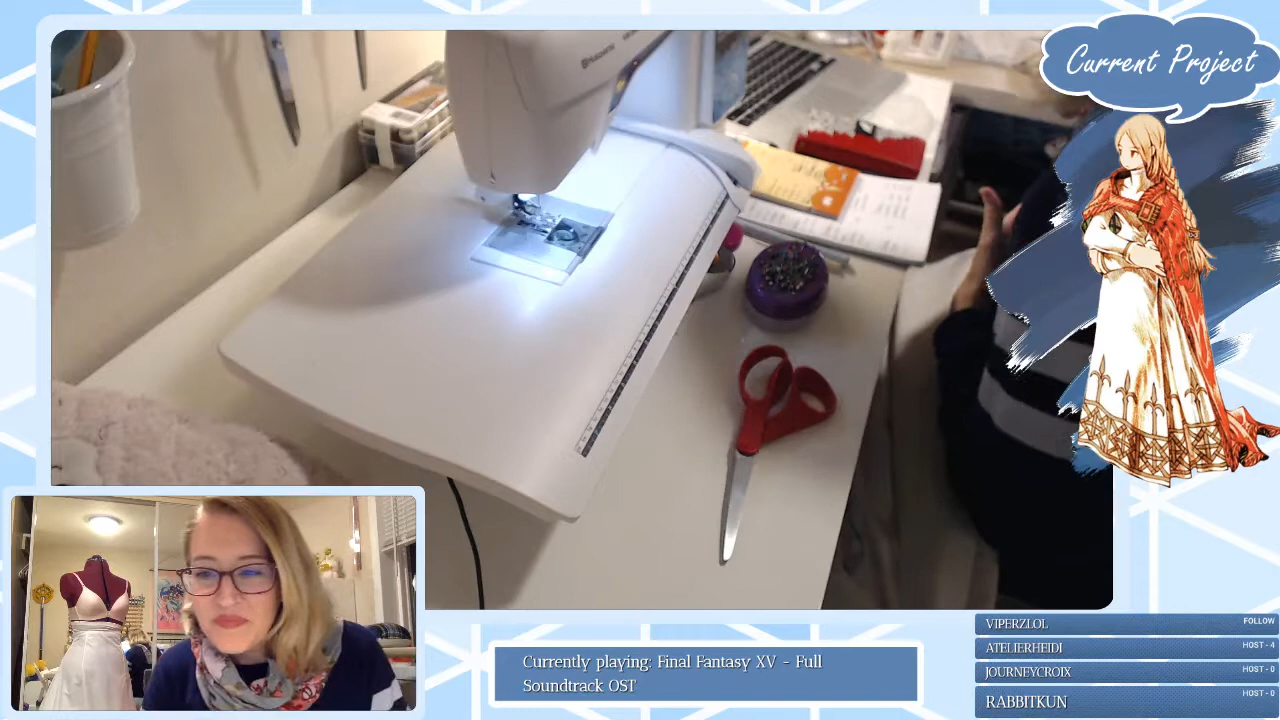 Current Project
Currently playing: Final Fantasy XV - Full
Soundtrack OST
VIPERZLOL FOLLOW
ATELIERHEIDI HOST - 4
JOURNEYCROIX HOST - 0
RABBITKUN HOST - 0